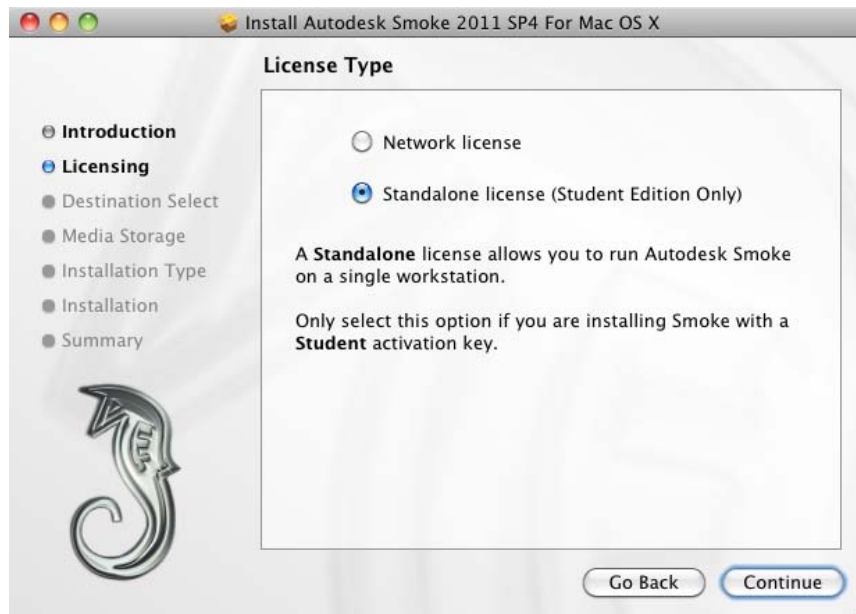 Install Autodesk Smoke 2011 SP4 For Mac OS X
License Type
Introduction
Licensing
Destination Select
Media Storage
Installation Type
Installation
Summary
Network license
Standalone license (Student Edition Only)
A Standalone license allows you to run Autodesk Smoke
on a single workstation.
Only select this option if you are installing Smoke with a
Student activation key.
Go Back
Continue